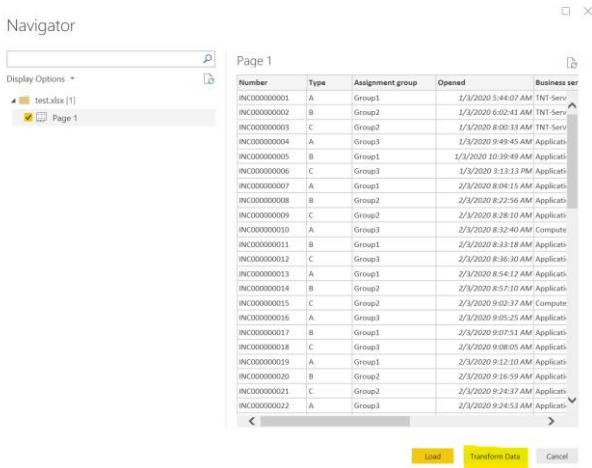 Navigator
Display Options
test.xlsx [1]
Page 1
Page 1
Number Type Assignment group Opened Business ser
INC000000001 A Group1 1/3/2020 5:44:07 AM TNT-Serv
INC000000002 B Group2 1/3/2020 6:02:41 AM TNT-Serv
INC000000003 C Group2 1/3/2020 8:00:33 AM TNT-Serv
INC000000004 A Group3 1/3/2020 9:49:45 AM Applicati
INC000000005 B Group1 1/3/2020 10:39:49 AM Applicati
INC000000006 C Group3 1/3/2020 3:13:13 PM Applicati
INC000000007 A Group1 2/3/2020 8:04:15 AM Applicati
INC000000008 B Group2 2/3/2020 8:22:56 AM Applicati
INC000000009 C Group2 2/3/2020 8:28:10 AM Applicati
INC000000010 A Group3 2/3/2020 8:32:40 AM Compute
INC000000011 B Group1 2/3/2020 8:33:18 AM Applicati
INC000000012 C Group3 2/3/2020 8:36:30 AM Applicati
INC000000013 A Group1 2/3/2020 8:54:12 AM Applicati
INC000000014 B Group2 2/3/2020 8:57:10 AM Applicati
INC000000015 C Group2 2/3/2020 9:02:37 AM Compute
INC000000016 A Group3 2/3/2020 9:05:25 AM Applicati
INC000000017 B Group1 2/3/2020 9:07:51 AM Applicati
INC000000018 C Group3 2/3/2020 9:08:05 AM Applicati
INC000000019 A Group1 2/3/2020 9:12:10 AM Applicati
INC000000020 B Group2 2/3/2020 9:16:59 AM Applicati
INC000000021 C Group2 2/3/2020 9:24:37 AM Applicati
INC000000022 A Group3 2/3/2020 9:24:53 AM Applicati
Load Transform Data Cancel